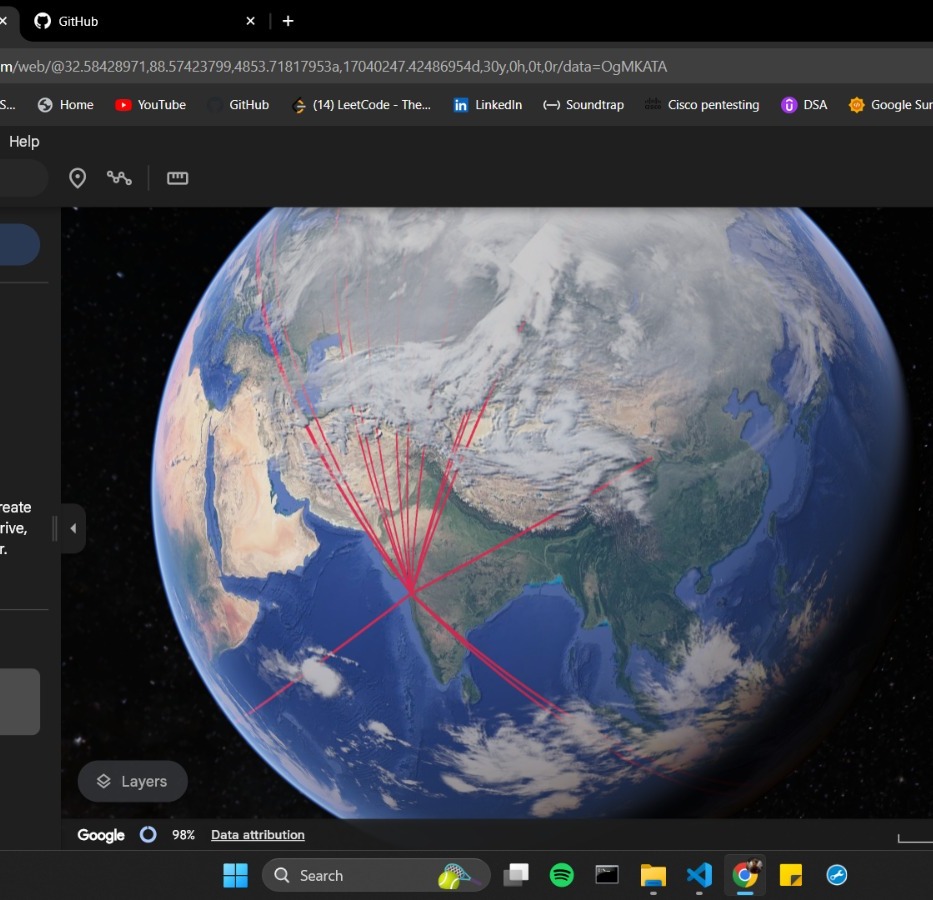 GitHub
m/web/@32.58428971,88.57423799,4853.71817953a,17040247.42486954d,30y,0h,0t,0r/data=OgMKATA
S... Home YouTube GitHub (14) LeetCode - The... LinkedIn Soundtrap Cisco pentesting DSA Google Sur
Help
reate
rive,
r.
Layers
Google 98% Data attribution
Search